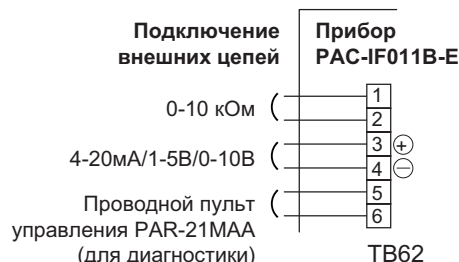 Подключение
внешних цепей
Прибор
PAC-IF011B-E
0-10 кОм
1
2
4-20мА/1-5В/0-10В
3 +
4 −
Проводной пульт
управления PAR-21MAA
(для диагностики)
5
6
TB62